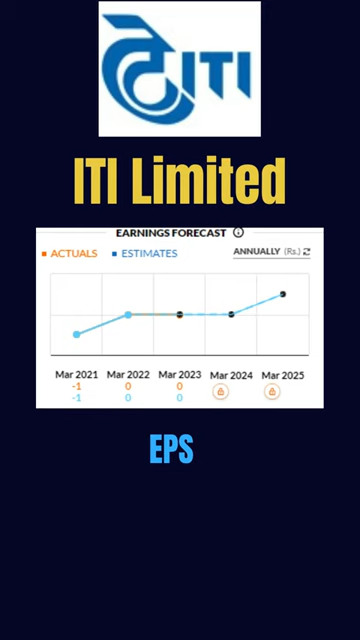 ITI
ITI Limited
EARNINGS FORECAST
ACTUALS ESTIMATES ANNUALLY (Rs.)
Mar 2021 Mar 2022 Mar 2023 Mar 2024 Mar 2025
-1 0 0
-1 0 0
EPS